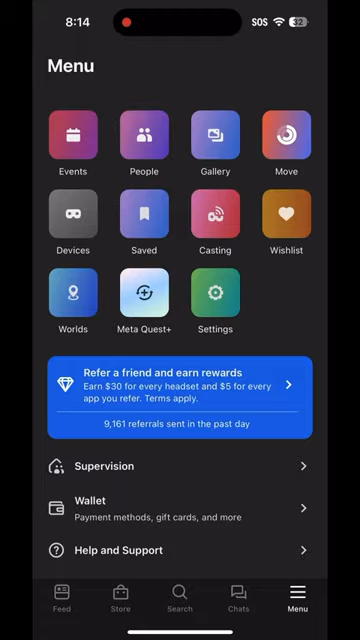 8:14
SOS
32
Menu
Events
People
Gallery
Move
Devices
Saved
Casting
Wishlist
Worlds
Meta Quest+
Settings
Refer a friend and earn rewards
Earn $30 for every headset and $5 for every
app you refer. Terms apply.
9,161 referrals sent in the past day
Supervision
Wallet
Payment methods, gift cards, and more
Help and Support
Feed
Store
Search
Chats
Menu